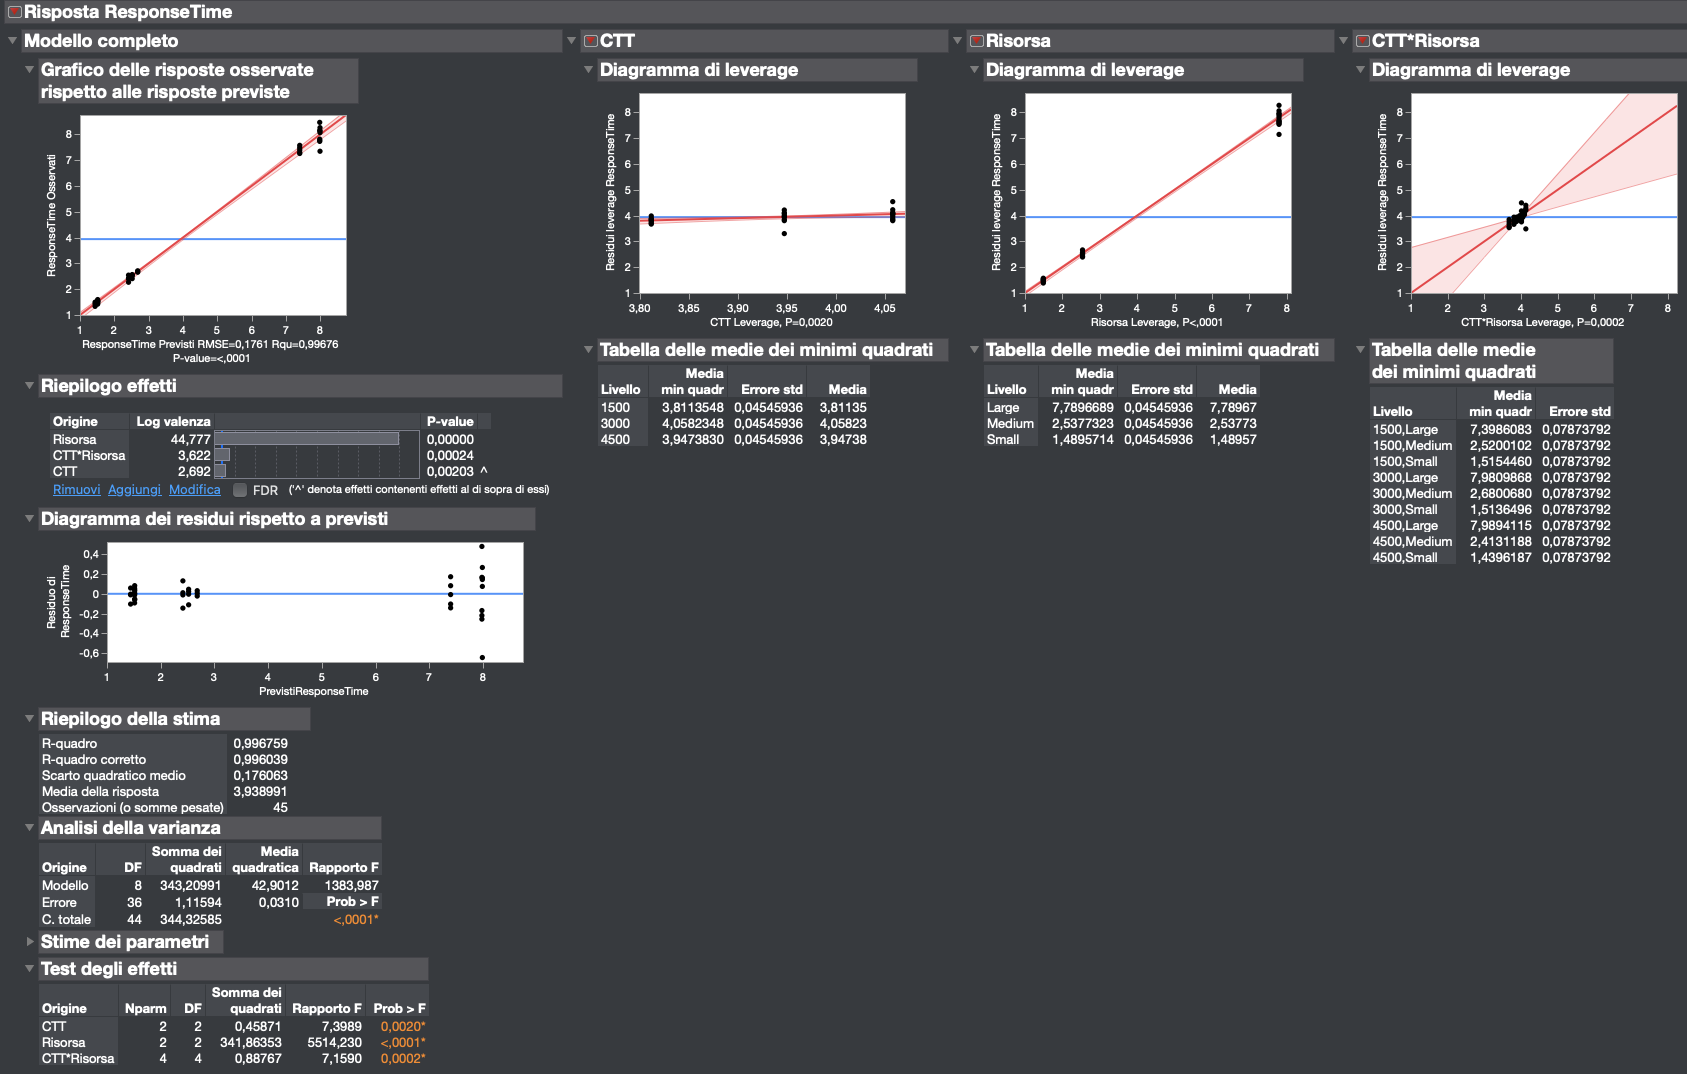 Risposta ResponseTime
Modello completo
Grafico delle risposte osservate
rispetto alle risposte previste
ResponseTime Osservati
8
7
6
5
4
3
2
1
1 2 3 4 5 6 7 8
ResponseTime Previsti RMSE=0,1761 Rqu=0,99676
P-value=<,0001
Riepilogo effetti
Origine Log valenza P-value
Risorsa 44,777 0,00000
CTT*Risorsa 3,622 0,00024
CTT 2,692 0,00203 ^
Rimuovi Aggiungi Modifica FDR ('^' denota effetti contenenti effetti al di sopra di essi)
Diagramma dei residui rispetto a previsti
Residuo di
ResponseTime
0,4
0,2
0
-0,2
-0,4
-0,6
1 2 3 4 5 6 7 8
PrevistiResponseTime
Riepilogo della stima
R-quadro 0,996759
R-quadro corretto 0,996039
Scarto quadratico medio 0,176063
Media della risposta 3,938991
Osservazioni (o somme pesate) 45
Analisi della varianza
Somma dei Media
Origine DF quadrati quadratica Rapporto F
Modello 8 343,20991 42,9012 1383,987
Errore 36 1,11594 0,0310 Prob > F
C. totale 44 344,32585 <,0001*
Stime dei parametri
Test degli effetti
Somma dei
Origine Nparm DF quadrati Rapporto F Prob > F
CTT 2 2 0,45871 7,3989 0,0020*
Risorsa 2 2 341,86353 5514,230 <,0001*
CTT*Risorsa 4 4 0,88767 7,1590 0,0002*
CTT
Diagramma di leverage
Residui leverage ResponseTime
8
7
6
5
4
3
2
1
3,80 3,85 3,90 3,95 4,00 4,05
CTT Leverage, P=0,0020
Tabella delle medie dei minimi quadrati
Media
Livello min quadr Errore std Media
1500 3,8113548 0,04545936 3,81135
3000 4,0582348 0,04545936 4,05823
4500 3,9473830 0,04545936 3,94738
Risorsa
Diagramma di leverage
Residui leverage ResponseTime
8
7
6
5
4
3
2
1
1 2 3 4 5 6 7 8
Risorsa Leverage, P<,0001
Tabella delle medie dei minimi quadrati
Media
Livello min quadr Errore std Media
Large 7,7896689 0,04545936 7,78967
Medium 2,5377323 0,04545936 2,53773
Small 1,4895714 0,04545936 1,48957
CTT*Risorsa
Diagramma di leverage
Residui leverage ResponseTime
8
7
6
5
4
3
2
1
1 2 3 4 5 6 7 8
CTT*Risorsa Leverage, P=0,0002
Tabella delle medie
dei minimi quadrati
Media
Livello min quadr Errore std
1500,Large 7,3986083 0,07873792
1500,Medium 2,5200102 0,07873792
1500,Small 1,5154460 0,07873792
3000,Large 7,9809868 0,07873792
3000,Medium 2,6800680 0,07873792
3000,Small 1,5136496 0,07873792
4500,Large 7,9894115 0,07873792
4500,Medium 2,4131188 0,07873792
4500,Small 1,4396187 0,07873792